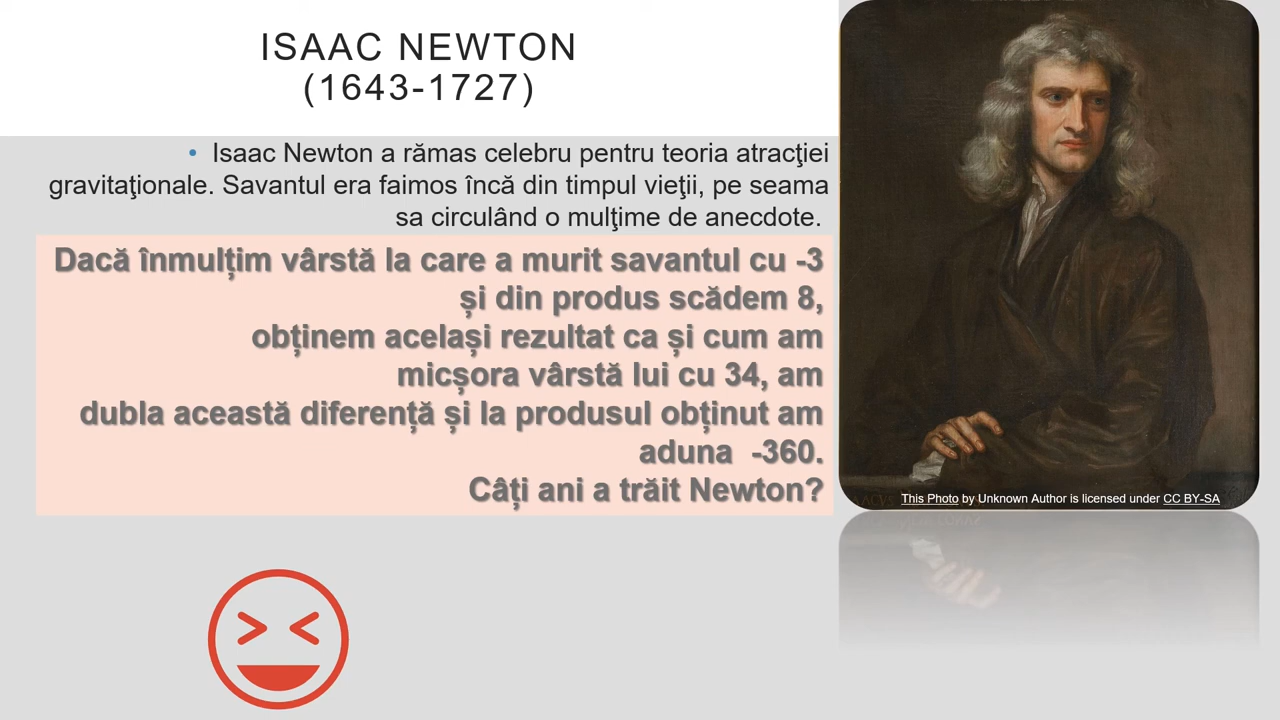 ISAAC NEWTON
(1643-1727)
• Isaac Newton a rămas celebru pentru teoria atracţiei
gravitaţionale. Savantul era faimos încă din timpul vieţii, pe seama
sa circulând o mulţime de anecdote.
Dacă înmulțim vârstă la care a murit savantul cu -3
și din produs scădem 8,
obținem același rezultat ca și cum am
micșora vârstă lui cu 34, am
dubla această diferență și la produsul obținut am
aduna -360.
Câți ani a trăit Newton?
This Photo by Unknown Author is licensed under CC BY-SA